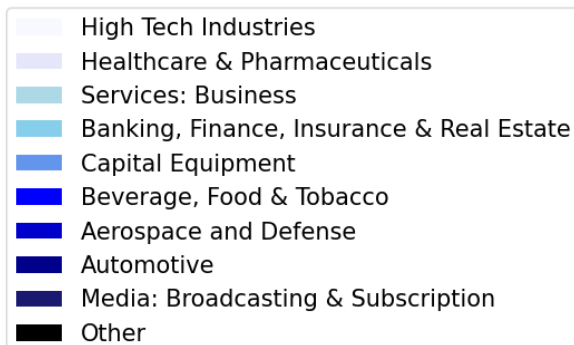 High Tech Industries
Healthcare & Pharmaceuticals
Services: Business
Banking, Finance, Insurance & Real Estate
Capital Equipment
Beverage, Food & Tobacco
Aerospace and Defense
Automotive
Media: Broadcasting & Subscription
Other